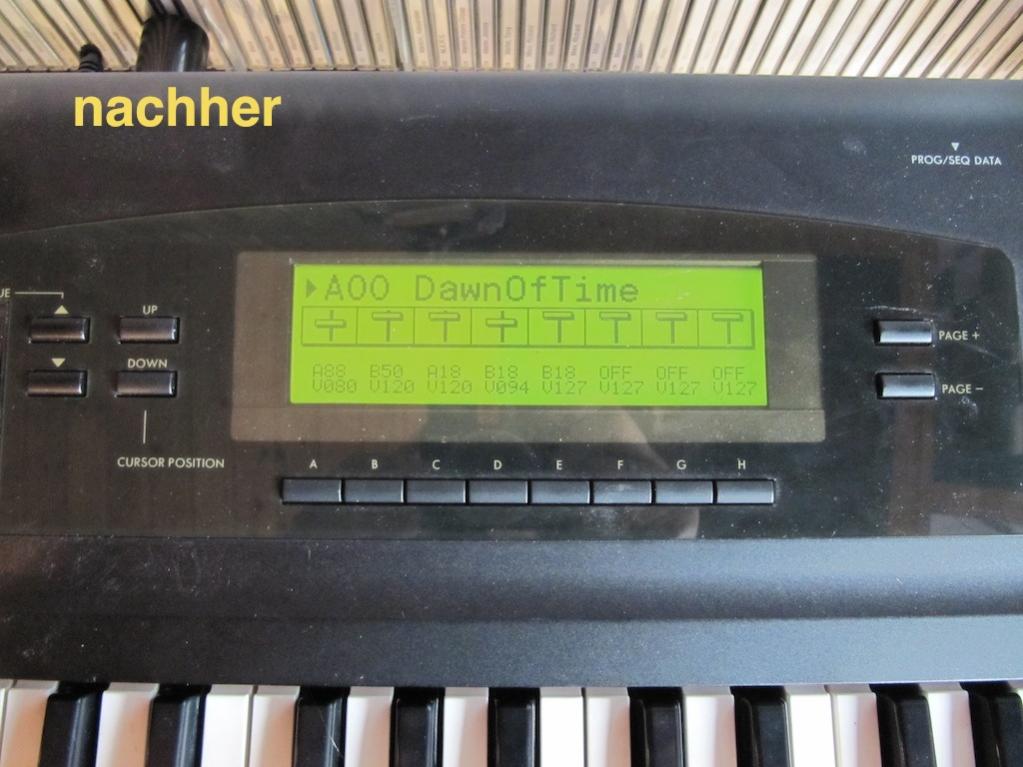 nachher
PROG/SEQ DATA
A00 DawnOfTime
UP
PAGE +
A88 B50 A18 B18 B18 OFF OFF OFF
V080 V120 V120 V094 V127 V127 V127 V127
DOWN
PAGE –
CURSOR POSITION
A B C D E F G H